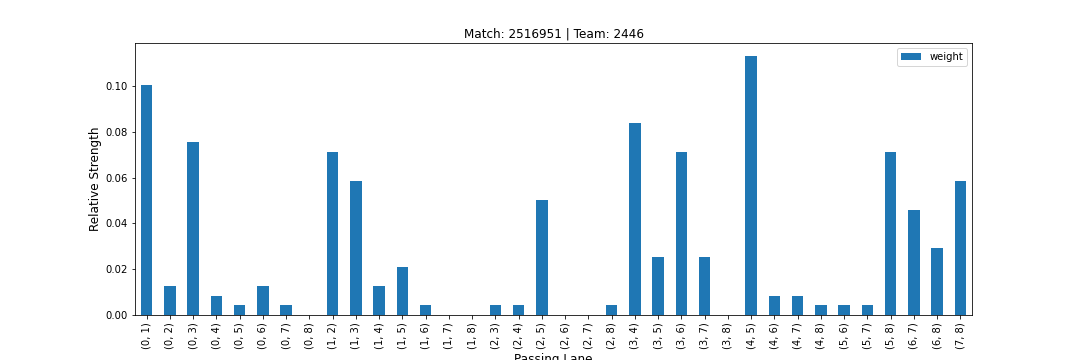 Match: 2516951 | Team: 2446
weight
Relative Strength
0.10
0.08
0.06
0.04
0.02
0.00
(0, 1) (0, 2) (0, 3) (0, 4) (0, 5) (0, 6) (0, 7) (0, 8) (1, 2) (1, 3) (1, 4) (1, 5) (1, 6) (1, 7) (1, 8) (2, 3) (2, 4) (2, 5) (2, 6) (2, 7) (2, 8) (3, 4) (3, 5) (3, 6) (3, 7) (3, 8) (4, 5) (4, 6) (4, 7) (4, 8) (5, 6) (5, 7) (5, 8) (6, 7) (6, 8) (7, 8)
Passing Lane